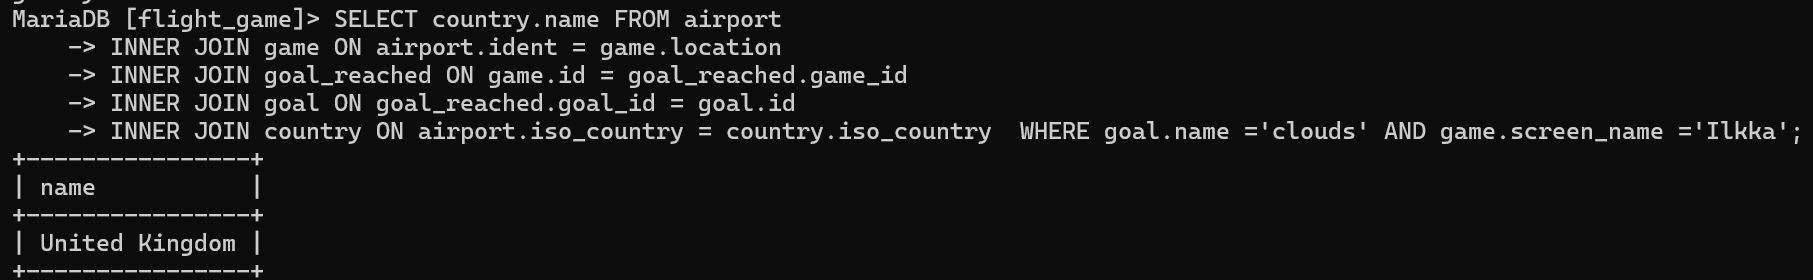 MariaDB [flight_game]> SELECT country.name FROM airport
    -> INNER JOIN game ON airport.ident = game.location
    -> INNER JOIN goal_reached ON game.id = goal_reached.game_id
    -> INNER JOIN goal ON goal_reached.goal_id = goal.id
    -> INNER JOIN country ON airport.iso_country = country.iso_country  WHERE goal.name ='clouds' AND game.screen_name ='Ilkka';
+----------------+
| name           |
+----------------+
| United Kingdom |
+----------------+